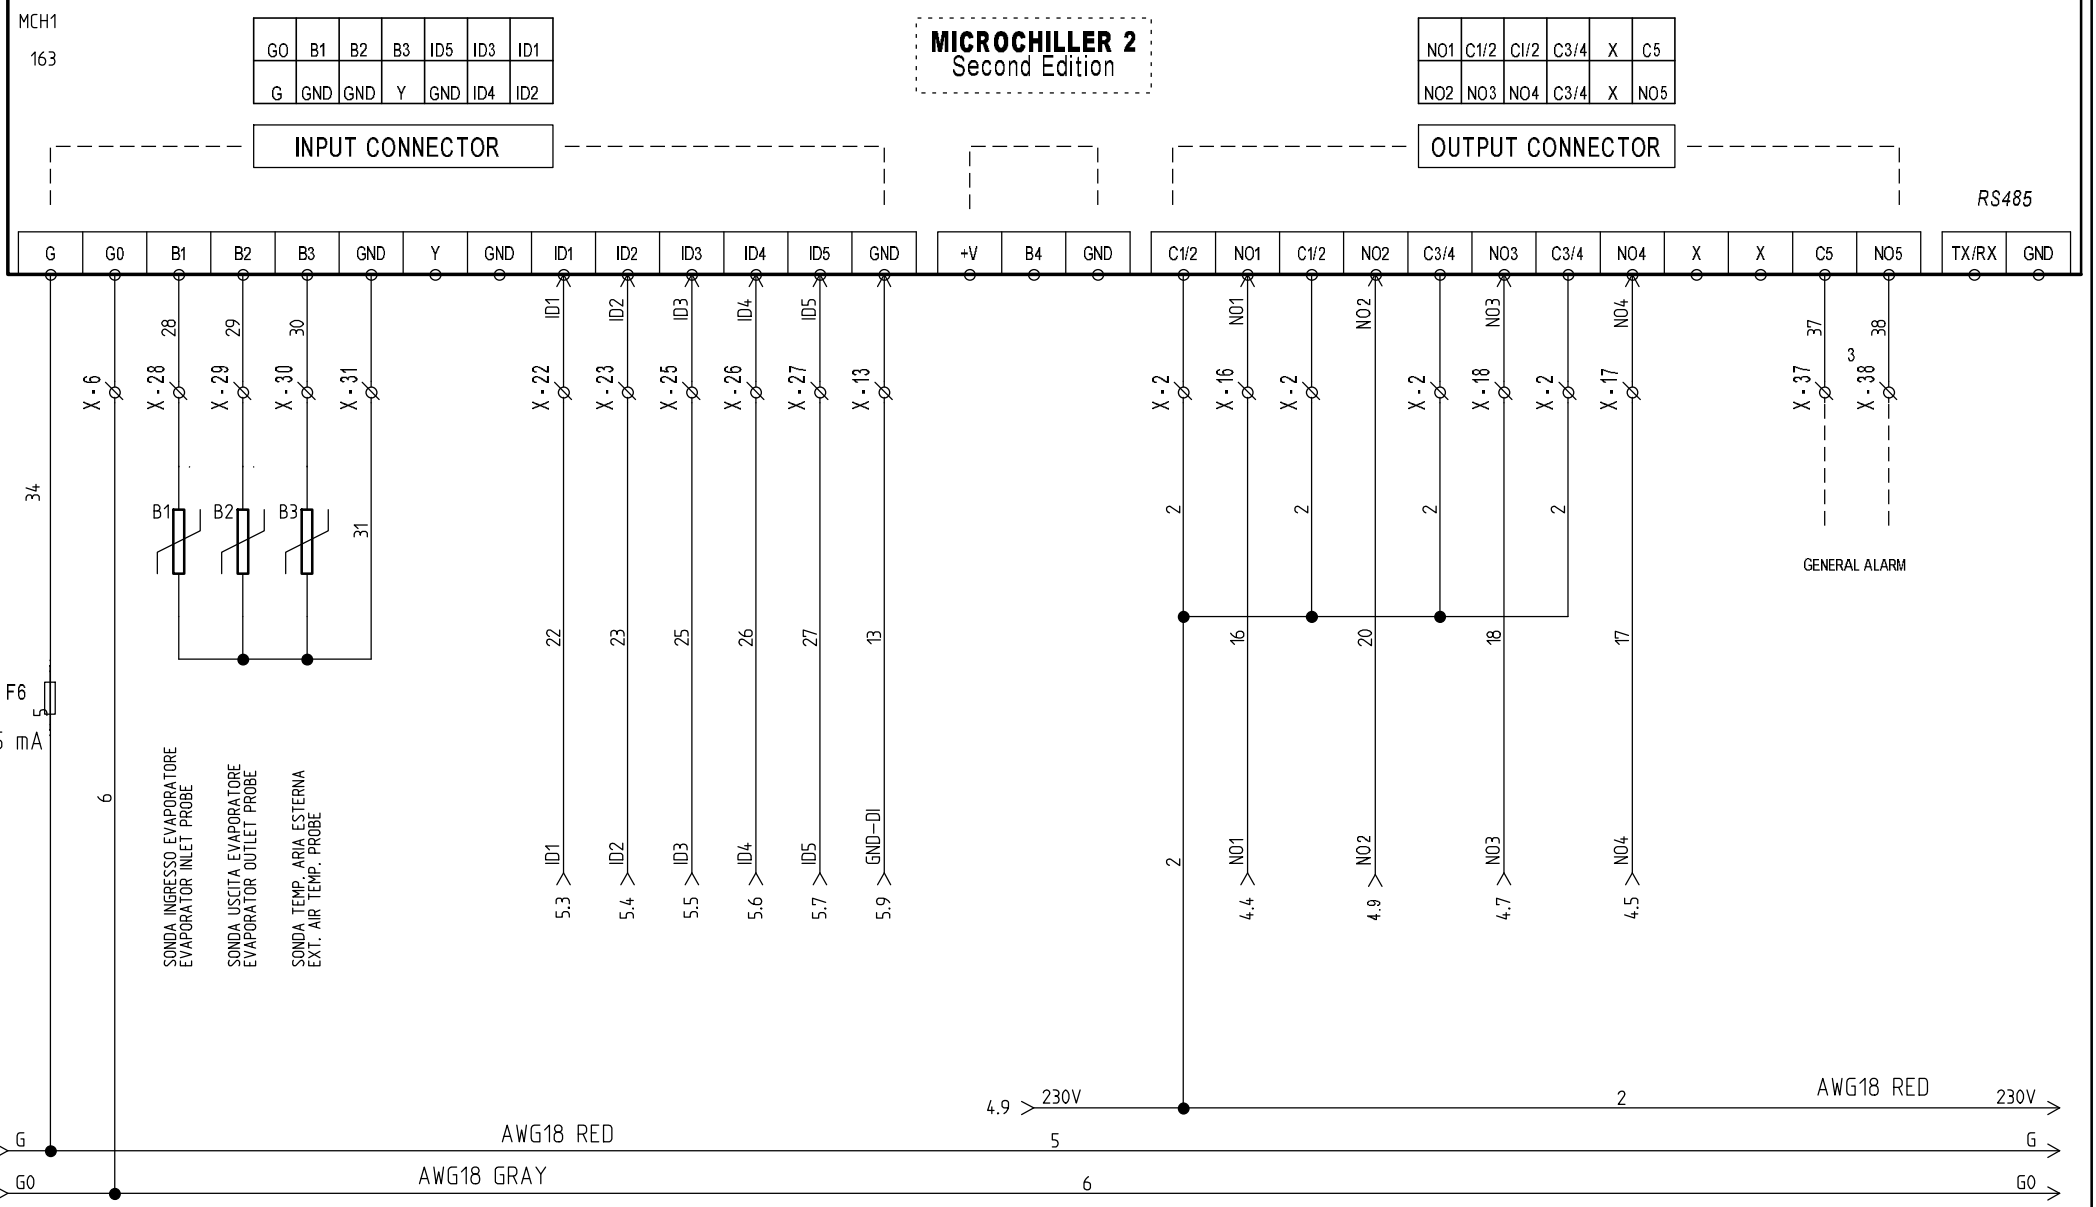 MCH1
163
G0 B1 B2 B3 ID5 ID3 ID1
G GND GND Y GND ID4 ID2
INPUT CONNECTOR
MICROCHILLER 2
Second Edition
NO1 C1/2 CI/2 C3/4 X C5
NO2 NO3 NO4 C3/4 X NO5
OUTPUT CONNECTOR
RS485
G G0 B1 B2 B3 GND Y GND ID1 ID2 ID3 ID4 ID5 GND +V B4 GND C1/2 NO1 C1/2 NO2 C3/4 NO3 C3/4 NO4 X X C5 NO5 TX/RX GND
28 29 30 ID1 ID2 ID3 ID4 ID5 NO1 NO2 NO3 NO4 37 38
3
X-6 X-28 X-29 X-30 X-31 X-22 X-23 X-25 X-26 X-27 X-13 X-2 X-16 X-2 X-2 X-18 X-2 X-17 X-37 X-38
34 B1 B2 B3 31 2 2 2 2
GENERAL ALARM
22 23 25 26 27 13 16 20 18 17
F6
5
mA
6
SONDA INGRESSO EVAPORATORE
EVAPORATOR INLET PROBE
SONDA USCITA EVAPORATORE
EVAPORATOR OUTLET PROBE
SONDA TEMP. ARIA ESTERNA
EXT. AIR TEMP. PROBE
ID1 ID2 ID3 ID4 ID5 GND-DI 2 NO1 NO2 NO3 NO4
5.3 5.4 5.5 5.6 5.7 5.9 4.4 4.9 4.7 4.5
4.9 230V 2 AWG18 RED 230V
G AWG18 RED 5 G
G0 AWG18 GRAY 6 G0